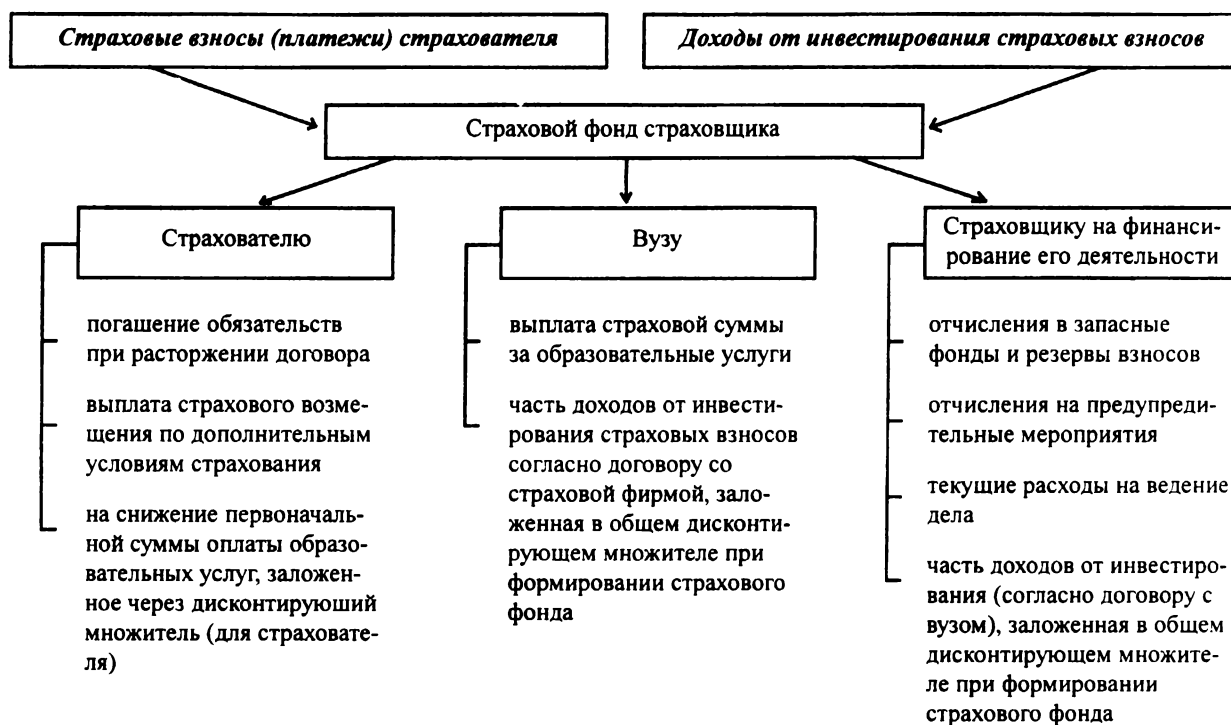 Страховые взносы (платежи) страхователя
Доходы от инвестирования страховых взносов
Страховой фонд страховщика
Страхователю
погашение обязательств
при расторжении договора
выплата страхового возме-
щения по дополнительным
условиям страхования
на снижение первоначаль-
ной суммы оплаты образо-
вательных услуг, заложен-
ное через дисконтируюший
множитель (для страховате-
ля)
Вузу
выплата страховой суммы
за образовательные услуги
часть доходов от инвести-
рования страховых взносов
согласно договору со
страховой фирмой, зало-
женная в общем дисконти-
рующем множителе при
формировании страхового
фонда
Страховщику на финанси-
рование его деятельности
отчисления в запасные
фонды и резервы взносов
отчисления на предупреди-
тельные мероприятия
текущие расходы на ведение
дела
часть доходов от инвестиро-
вания (согласно договору с
вузом), заложенная в общем
дисконтирующем множите-
ле при формировании
страхового фонда